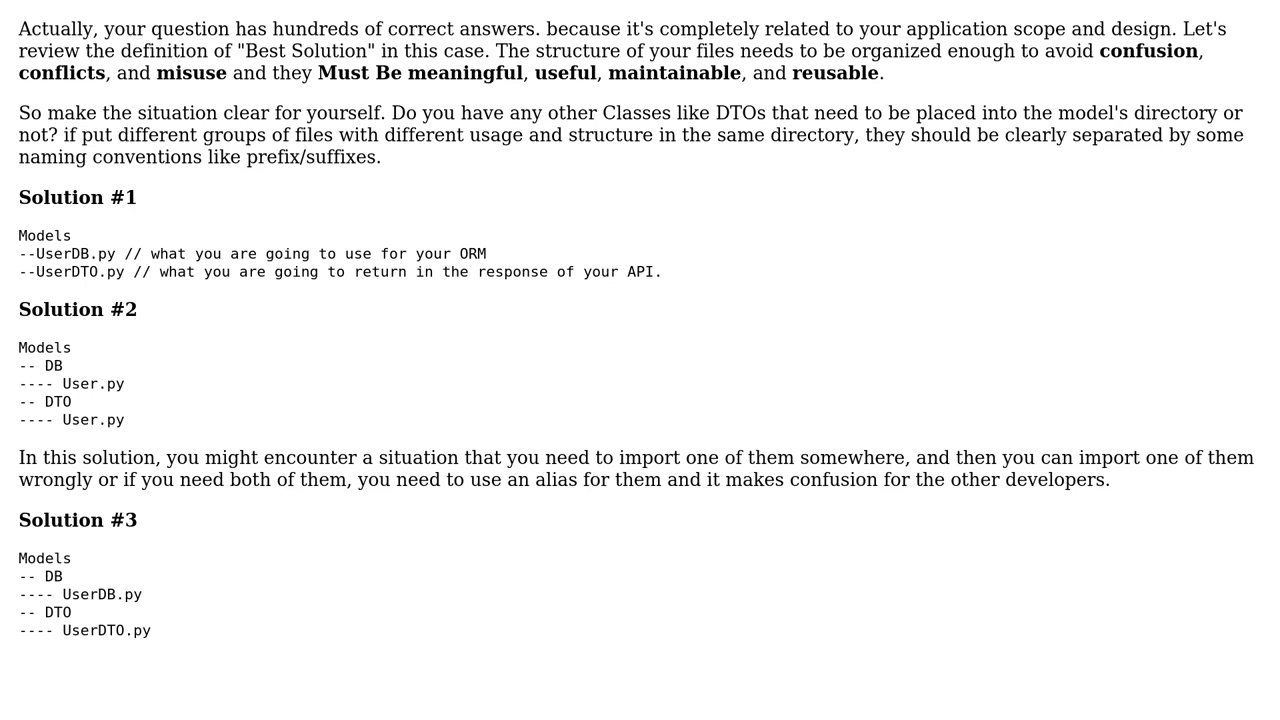 Actually, your question has hundreds of correct answers. because it's completely related to your application scope and design. Let's
review the definition of "Best Solution" in this case. The structure of your files needs to be organized enough to avoid confusion,
conflicts, and misuse and they Must Be meaningful, useful, maintainable, and reusable.
So make the situation clear for yourself. Do you have any other Classes like DTOs that need to be placed into the model's directory or
not? if put different groups of files with different usage and structure in the same directory, they should be clearly separated by some
naming conventions like prefix/suffixes.
Solution #1
Models
--UserDB.py // what you are going to use for your ORM
--UserDTO.py // what you are going to return in the response of your API.
Solution #2
Models
-- DB
---- User.py
-- DTO
---- User.py
In this solution, you might encounter a situation that you need to import one of them somewhere, and then you can import one of them
wrongly or if you need both of them, you need to use an alias for them and it makes confusion for the other developers.
Solution #3
Models
-- DB
---- UserDB.py
-- DTO
---- UserDTO.py